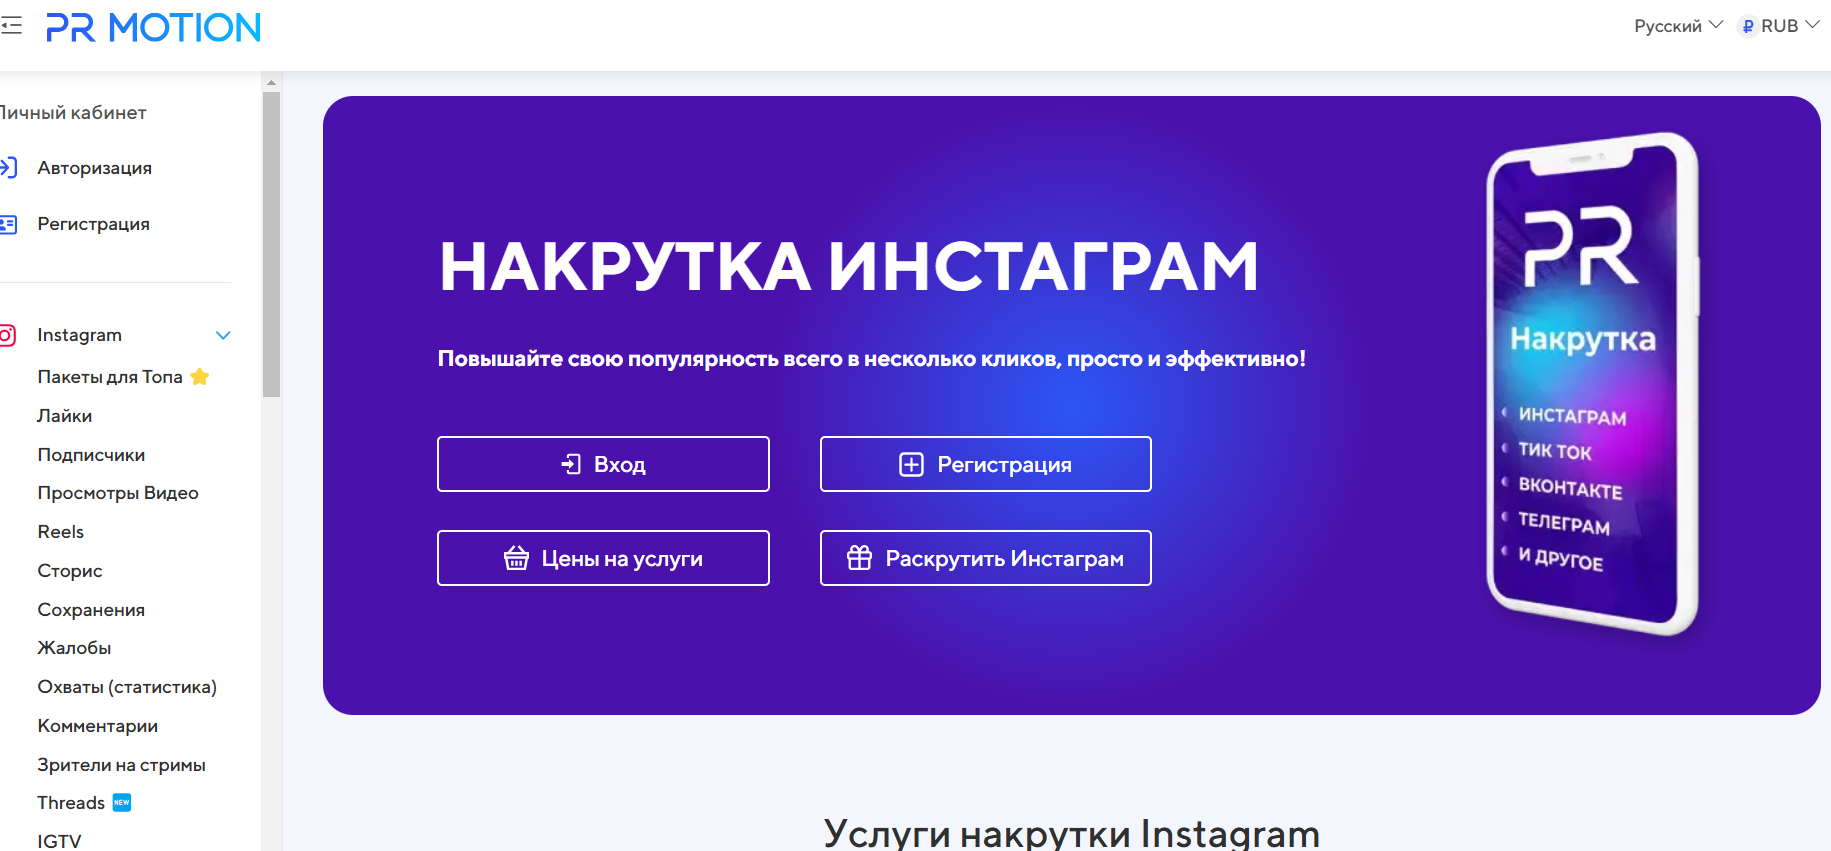 PR MOTION
Русский
RUB
Личный кабинет
Авторизация
Регистрация
Instagram
Пакеты для Топа
Лайки
Подписчики
Просмотры Видео
Reels
Сторис
Сохранения
Жалобы
Охваты (статистика)
Комментарии
Зрители на стримы
Threads NEW
IGTV
НАКРУТКА ИНСТАГРАМ
Повышайте свою популярность всего в несколько кликов, просто и эффективно!
Вход
Регистрация
Цены на услуги
Раскрутить Инстаграм
PR
Накрутка
ИНСТАГРАМ
ТИК ТОК
ВКОНТАКТЕ
ТЕЛЕГРАМ
И ДРУГОЕ
Услуги накрутки Instagram